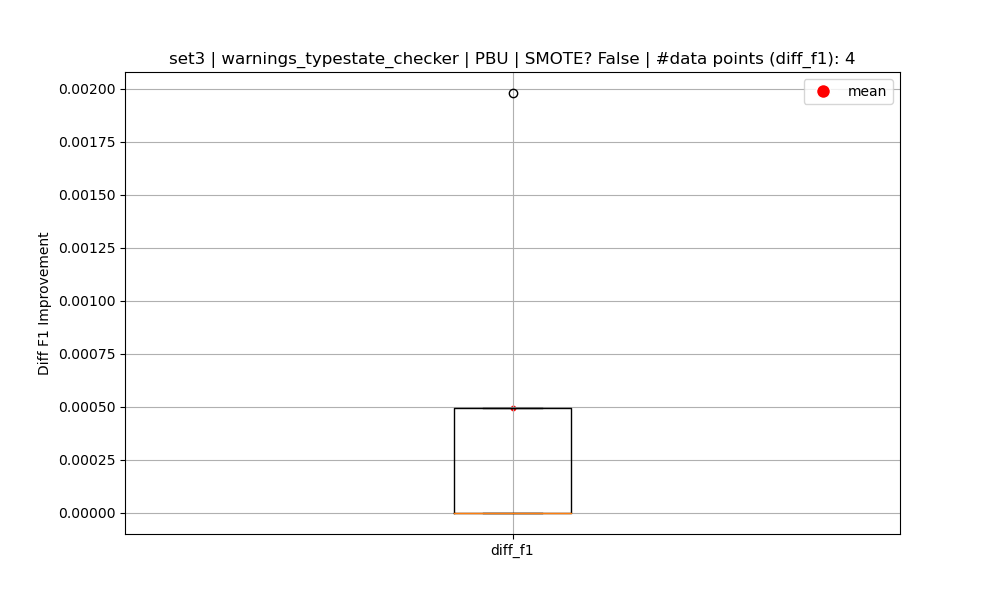 set3 | warnings_typestate_checker | PBU | SMOTE? False | #data points (diff_f1): 4
mean
0.00200
0.00175
0.00150
0.00125
0.00100
0.00075
0.00050
0.00025
0.00000
Diff F1 Improvement
diff_f1